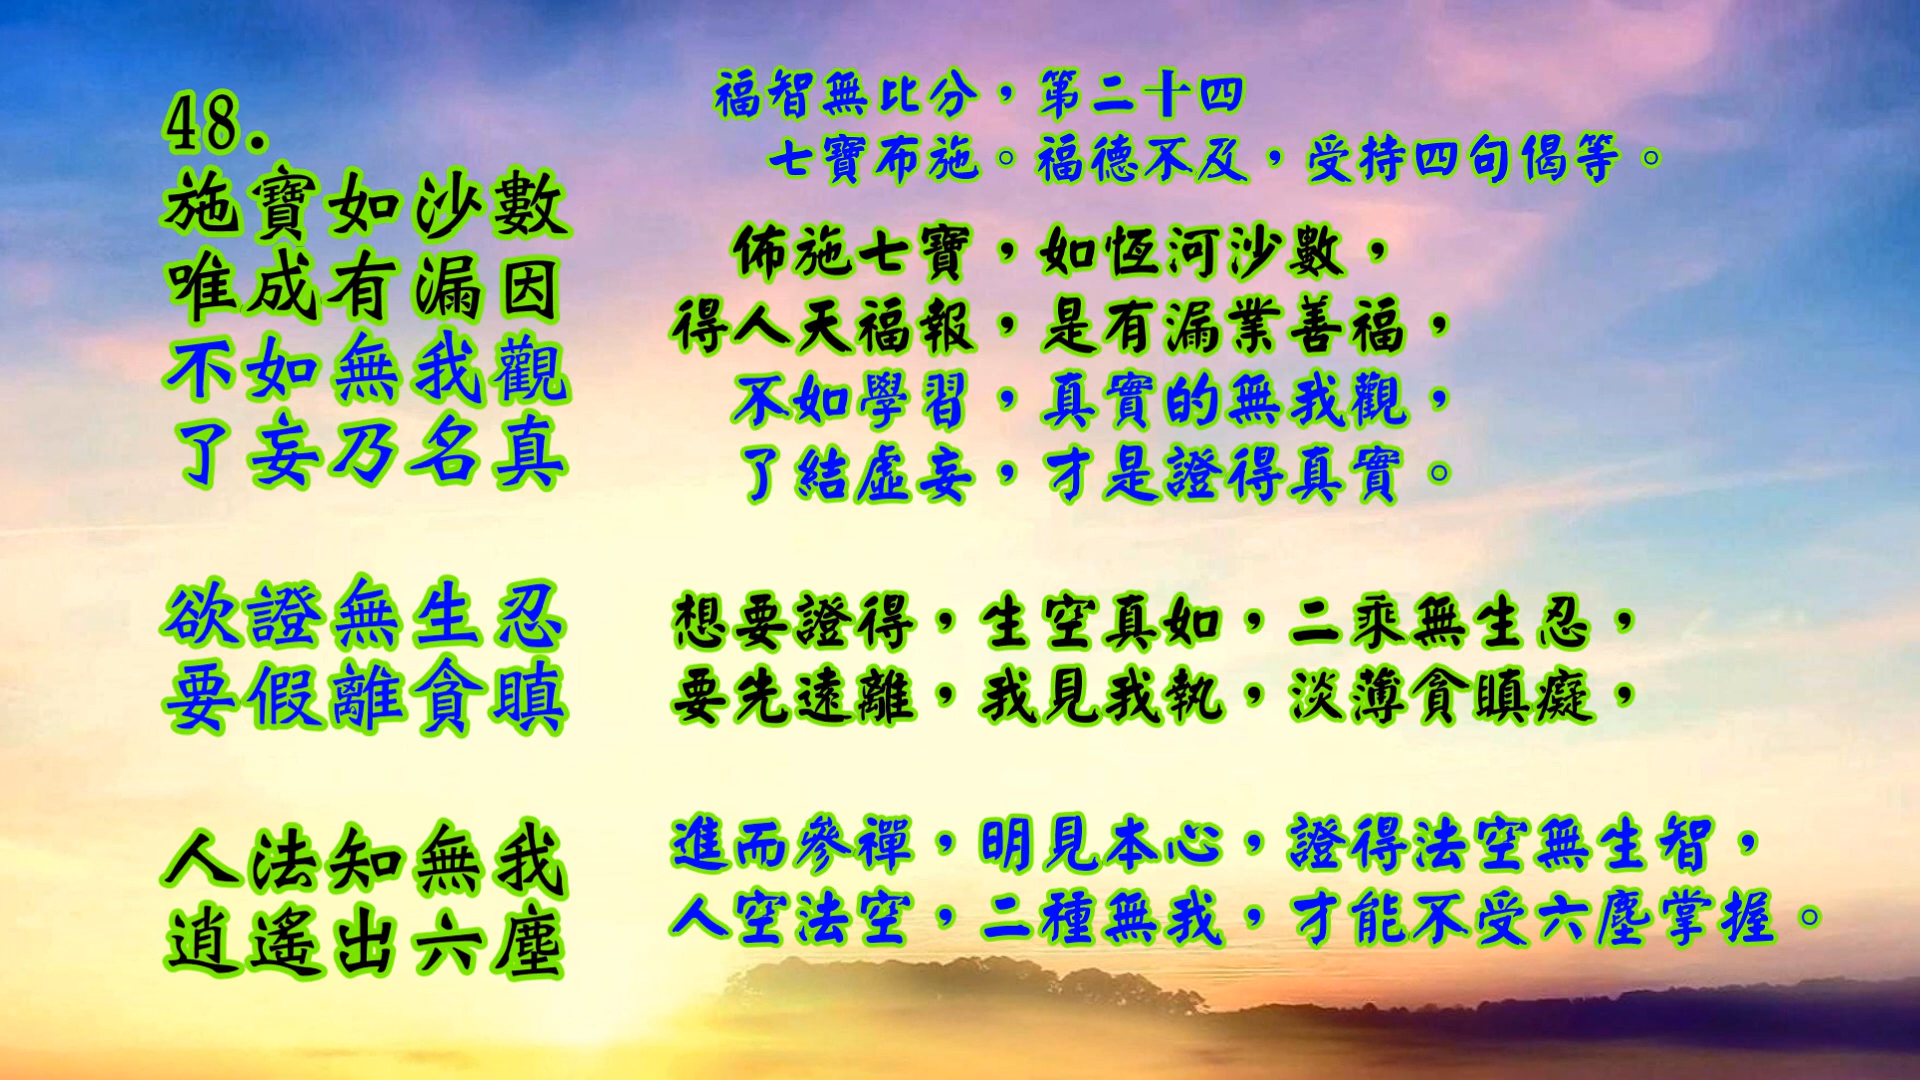 48.
施寶如沙數
唯成有漏因
不如無我觀
了妄乃名真
欲證無生忍
要假離貪瞋
人法知無我
逍遙出六塵
福智無比分，第二十四
七寶布施。福德不及，受持四句偈等。
佈施七寶，如恆河沙數，
得人天福報，是有漏業善福，
不如學習，真實的無我觀，
了結虛妄，才是證得真實。
想要證得，生空真如，二乘無生忍，
要先遠離，我見我執，淡薄貪瞋癡，
進而參禪，明見本心，證得法空無生智，
人空法空，二種無我，才能不受六塵掌握。